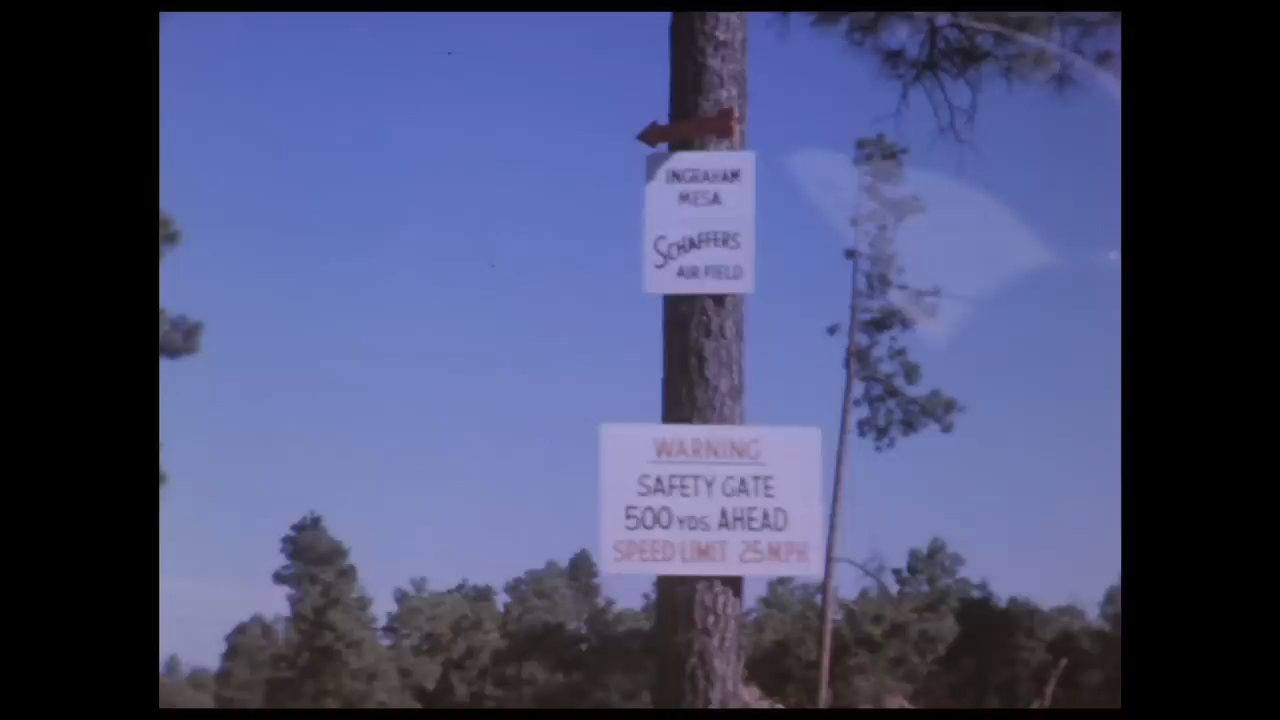 INGRAHAM
MESA
SCHAFFERS
AIR FIELD
WARNING
SAFETY GATE
500 YDS. AHEAD
SPEED LIMIT 25 M.P.H